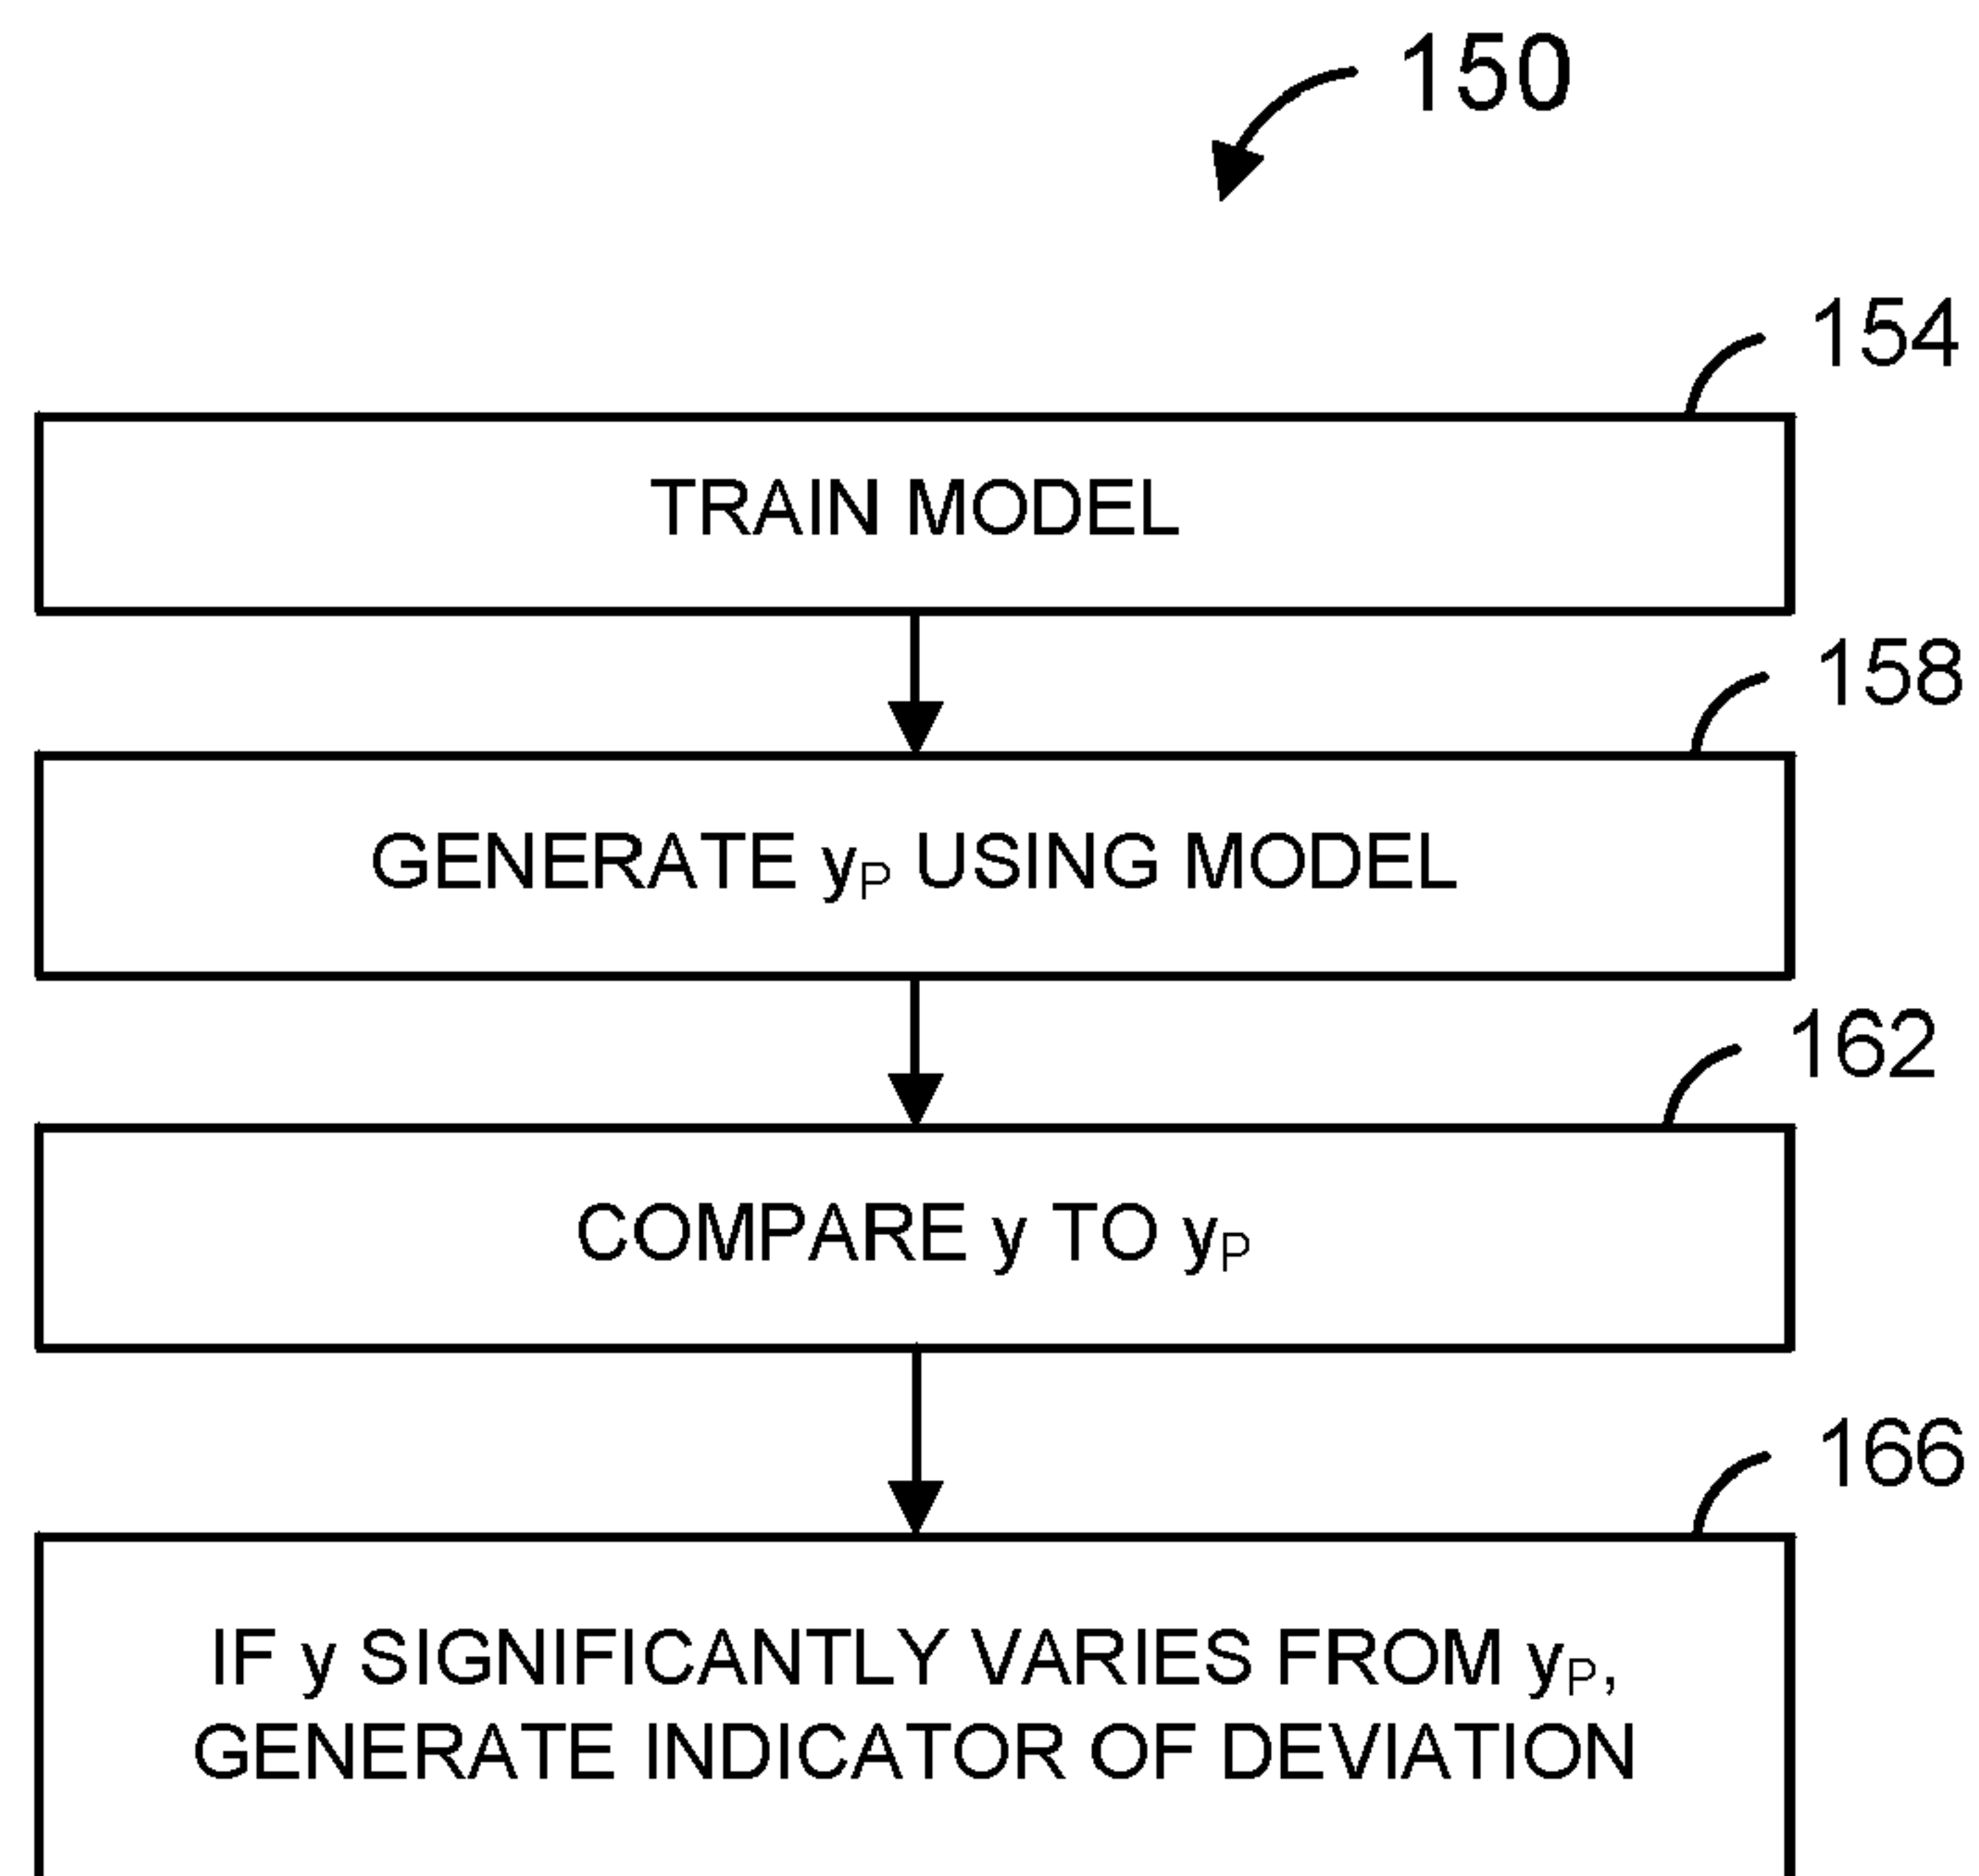 150
154
TRAIN MODEL
158
GENERATE yP USING MODEL
162
COMPARE y TO yP
166
IF y SIGNIFICANTLY VARIES FROM yP,
GENERATE INDICATOR OF DEVIATION